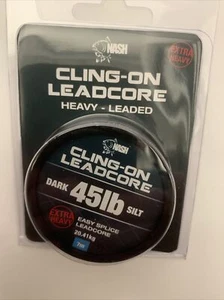 NASH
EXTRA HEAVY
CLING-ON
LEADCORE
HEAVY - LEADED
CLING-ON
LEADCORE
DARK 45lb SILT
EXTRA HEAVY
EASY SPLICE
LEADCORE
20.41kg
7m